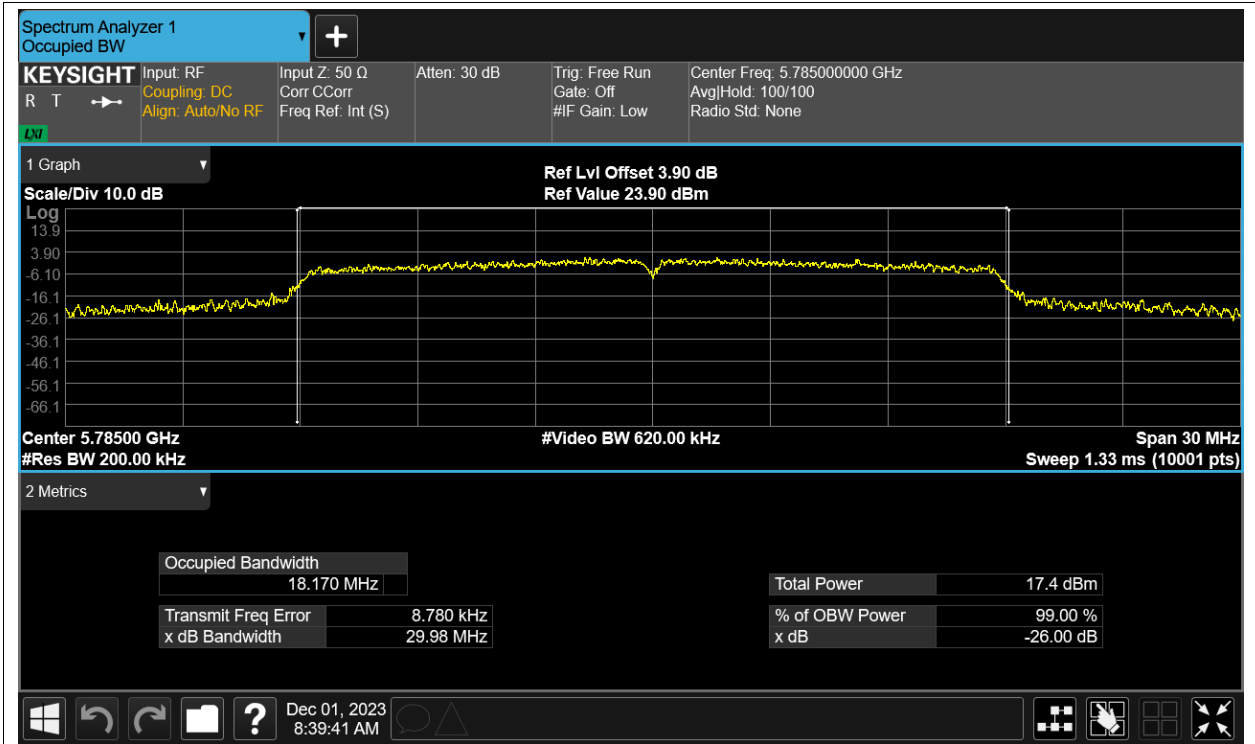 Spectrum Analyzer 1
Occupied BW
KEYSIGHT
R T
LXI
Input: RF
Coupling: DC
Align: Auto/No RF
Input Z: 50 Ω
Corr CCorr
Freq Ref: Int (S)
Atten: 30 dB
Trig: Free Run
Gate: Off
#IF Gain: Low
Center Freq: 5.785000000 GHz
Avg|Hold: 100/100
Radio Std: None
1 Graph
Scale/Div 10.0 dB
Ref Lvl Offset 3.90 dB
Ref Value 23.90 dBm
Log
13.9
3.90
-6.10
-16.1
-26.1
-36.1
-46.1
-56.1
-66.1
Center 5.78500 GHz
#Res BW 200.00 kHz
#Video BW 620.00 kHz
Span 30 MHz
Sweep 1.33 ms (10001 pts)
2 Metrics
Occupied Bandwidth
18.170 MHz
Transmit Freq Error 8.780 kHz
x dB Bandwidth 29.98 MHz
Total Power 17.4 dBm
% of OBW Power 99.00 %
x dB -26.00 dB
?
Dec 01, 2023
8:39:41 AM